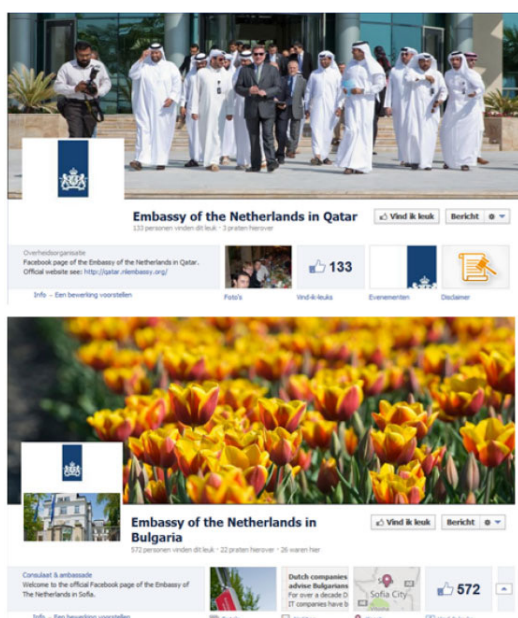 Embassy of the Netherlands in Qatar
Vind ik leuk
Bericht
133 personen vinden dit leuk · 3 praten hierover
Overheidsorganisatie
Facebook page of the Embassy of the Netherlands in Qatar.
Official website see: http://qatar.nlembassy.org/
133
Info – Een bewerking voorstellen
Foto's
Vind-ik-leuks
Evenementen
Disclaimer
Embassy of the Netherlands in
Bulgaria
Vind ik leuk
Bericht
572 personen vinden dit leuk · 22 praten hierover · 26 waren hier
Consulaat & ambassade
Welcome to the official Facebook page of the Embassy of
The Netherlands in Sofia.
Dutch companies
advise Bulgarians
For over a decade D
IT companies have b
Sofia City
572
Info – Een bewerking voorstellen